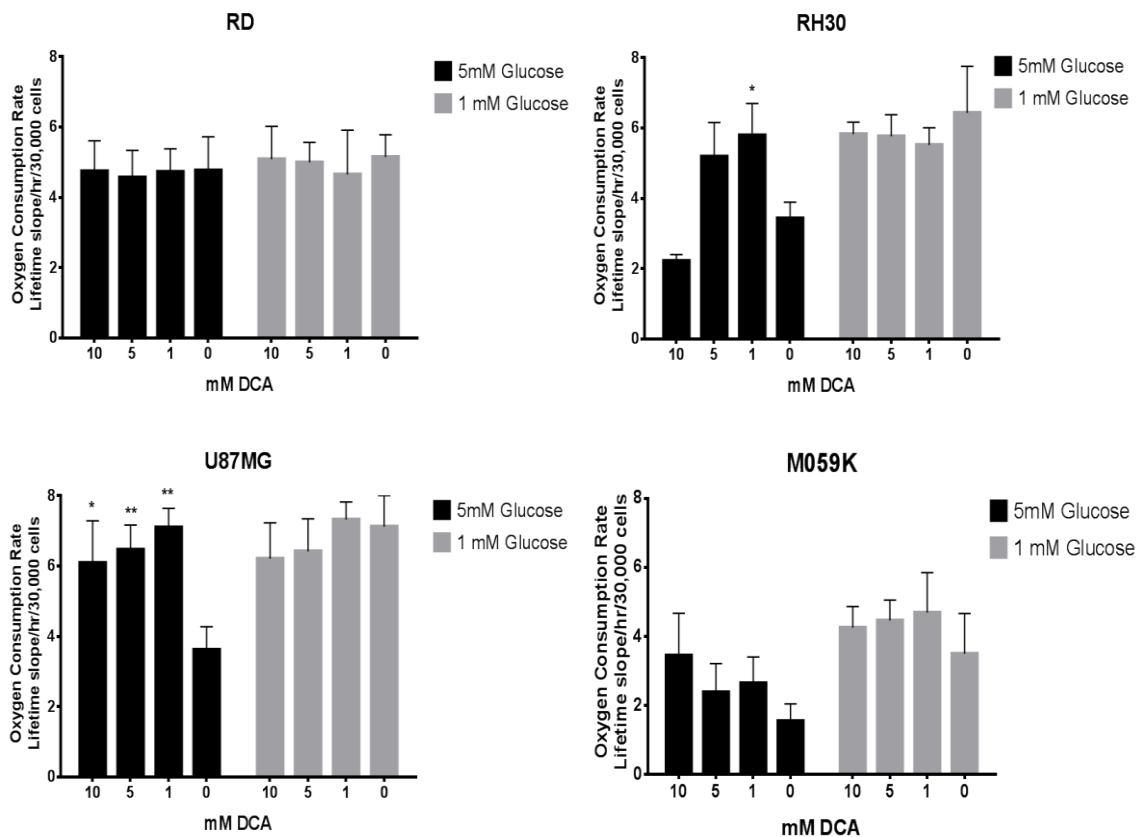 RD
8
6
4
2
0
Oxygen Consumption Rate
Lifetime slope/hr/30,000 cells
10 5 1 0 10 5 1 0
mM DCA
5mM Glucose
1 mM Glucose
RH30
8
6
4
2
0
Oxygen Consumption Rate
Lifetime slope/hr/30,000 cells
*
10 5 1 0 10 5 1 0
mM DCA
5mM Glucose
1 mM Glucose
U87MG
8
6
4
2
0
Oxygen Consumption Rate
Lifetime slope/hr/30,000 cells
* ** **
10 5 1 0 10 5 1 0
mM DCA
5mM Glucose
1 mM Glucose
M059K
8
6
4
2
0
Oxygen Consumption Rate
Lifetime slope/hr/30,000 cells
10 5 1 0 10 5 1 0
mM DCA
5mM Glucose
1 mM Glucose